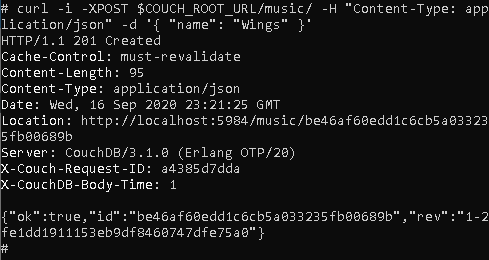 # curl -i -XPOST $COUCH_ROOT_URL/music/ -H "Content-Type: app
lication/json" -d '{ "name": "Wings" }'
HTTP/1.1 201 Created
Cache-Control: must-revalidate
Content-Length: 95
Content-Type: application/json
Date: Wed, 16 Sep 2020 23:21:25 GMT
Location: http://localhost:5984/music/be46af60edd1c6cb5a03323
5fb00689b
Server: CouchDB/3.1.0 (Erlang OTP/20)
X-Couch-Request-ID: a4385d7dda
X-CouchDB-Body-Time: 1
{"ok":true,"id":"be46af60edd1c6cb5a033235fb00689b","rev":"1-2
fe1dd1911153eb9df8460747dfe75a0"}
#